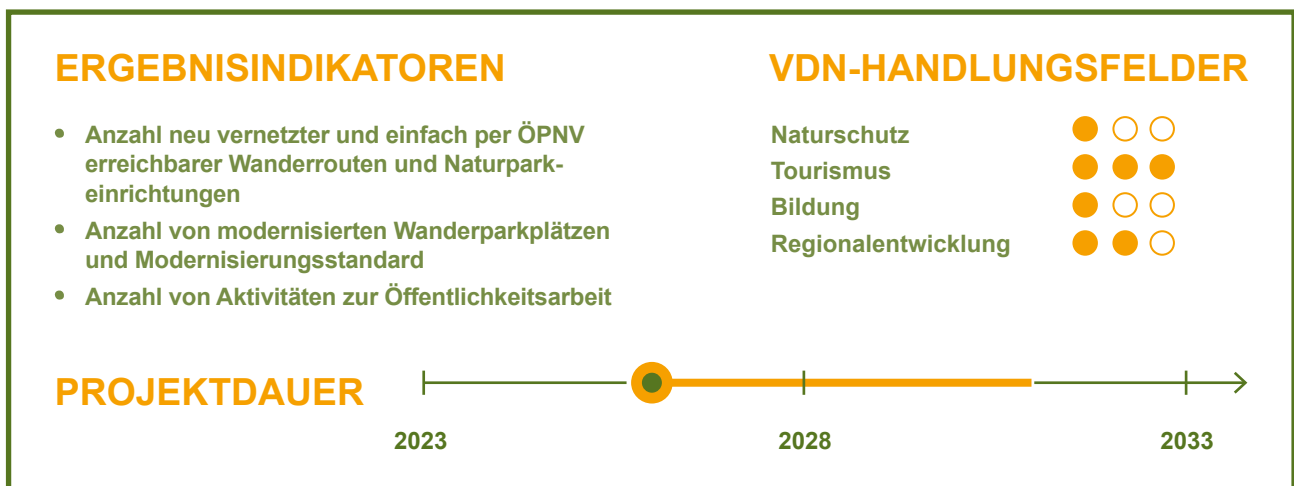 ERGEBNISINDIKATOREN
• Anzahl neu vernetzter und einfach per ÖPNV
erreichbarer Wanderrouten und Naturpark-
einrichtungen
• Anzahl von modernisierten Wanderparkplätzen
und Modernisierungsstandard
• Anzahl von Aktivitäten zur Öffentlichkeitsarbeit
VDN-HANDLUNGSFELDER
Naturschutz
Tourismus
Bildung
Regionalentwicklung
PROJEKTDAUER
2023
2028
2033